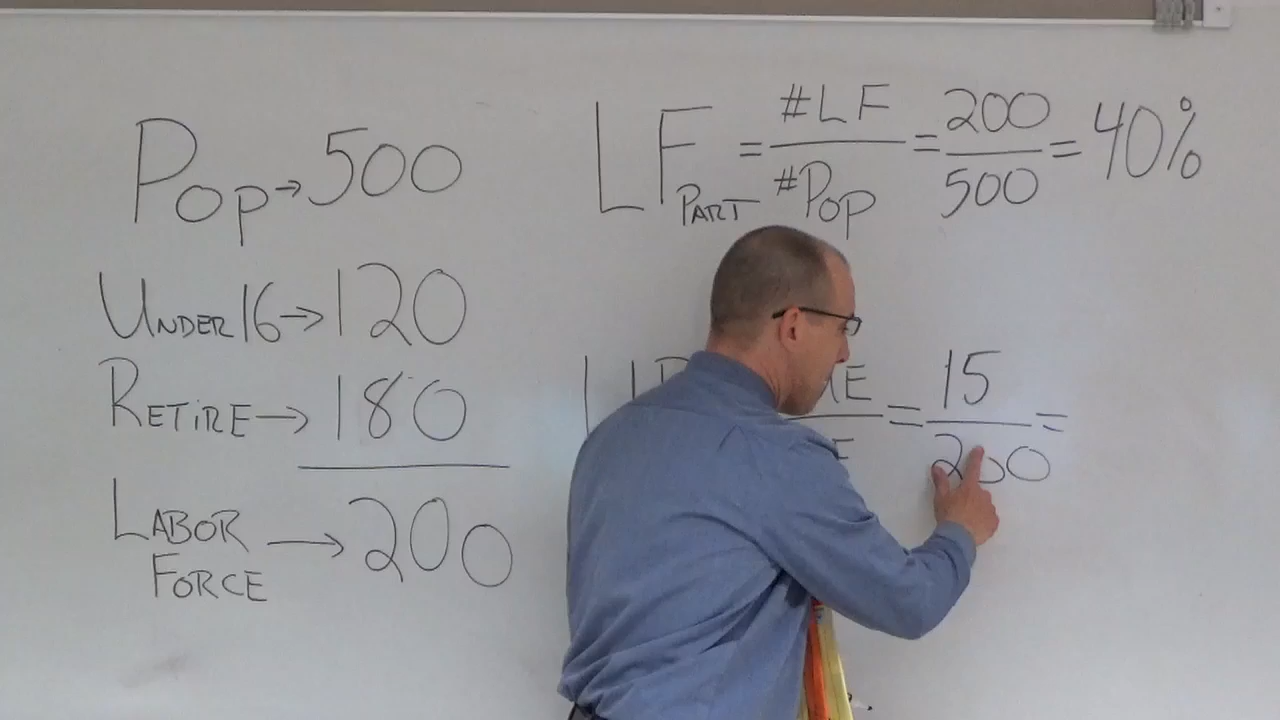 Pop→500
Under 16→120
Retire→180
Labor Force→200
LF Part = #LF / #Pop = 200 / 500 = 40%
= 15 / 200 =